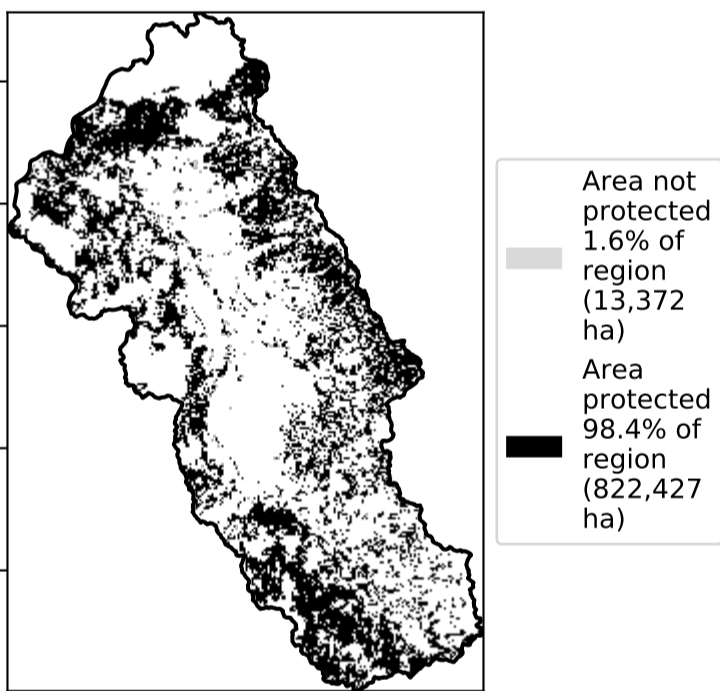 Area not
protected
1.6% of
region
(13,372
ha)
Area
protected
98.4% of
region
(822,427
ha)